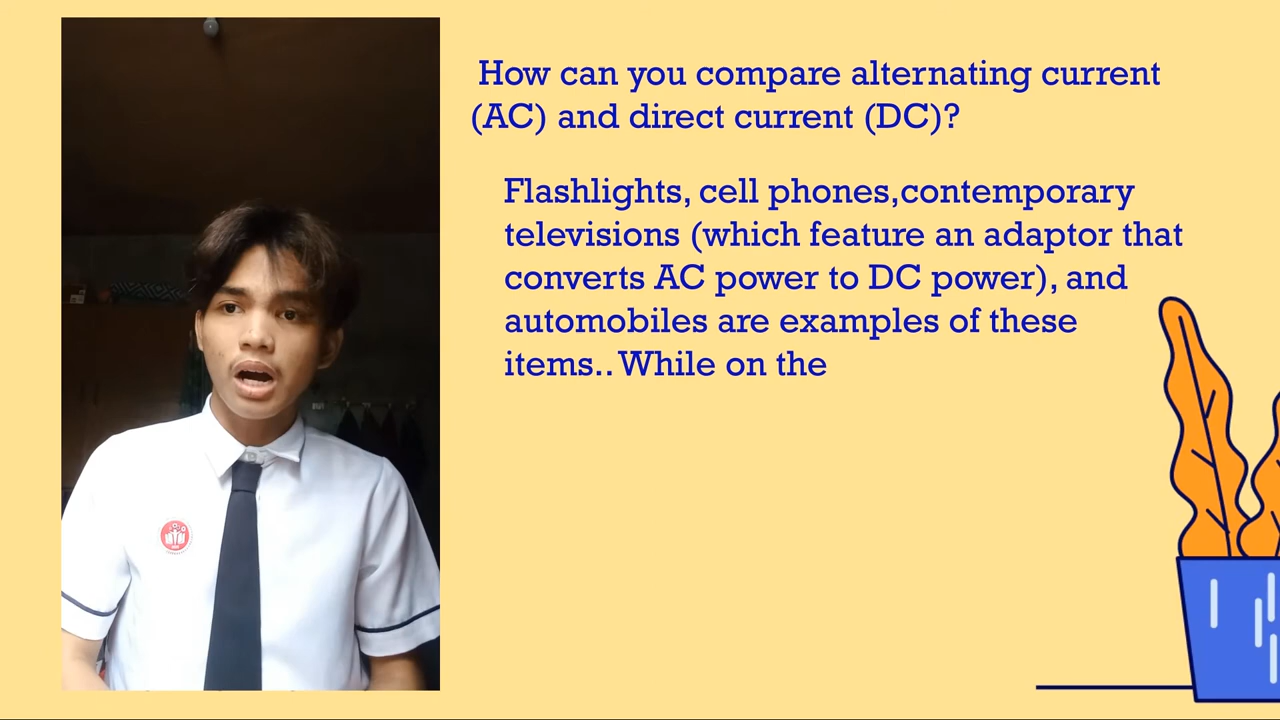 How can you compare alternating current
(AC) and direct current (DC)?
Flashlights, cell phones,contemporary
televisions (which feature an adaptor that
converts AC power to DC power), and
automobiles are examples of these
items.. While on the